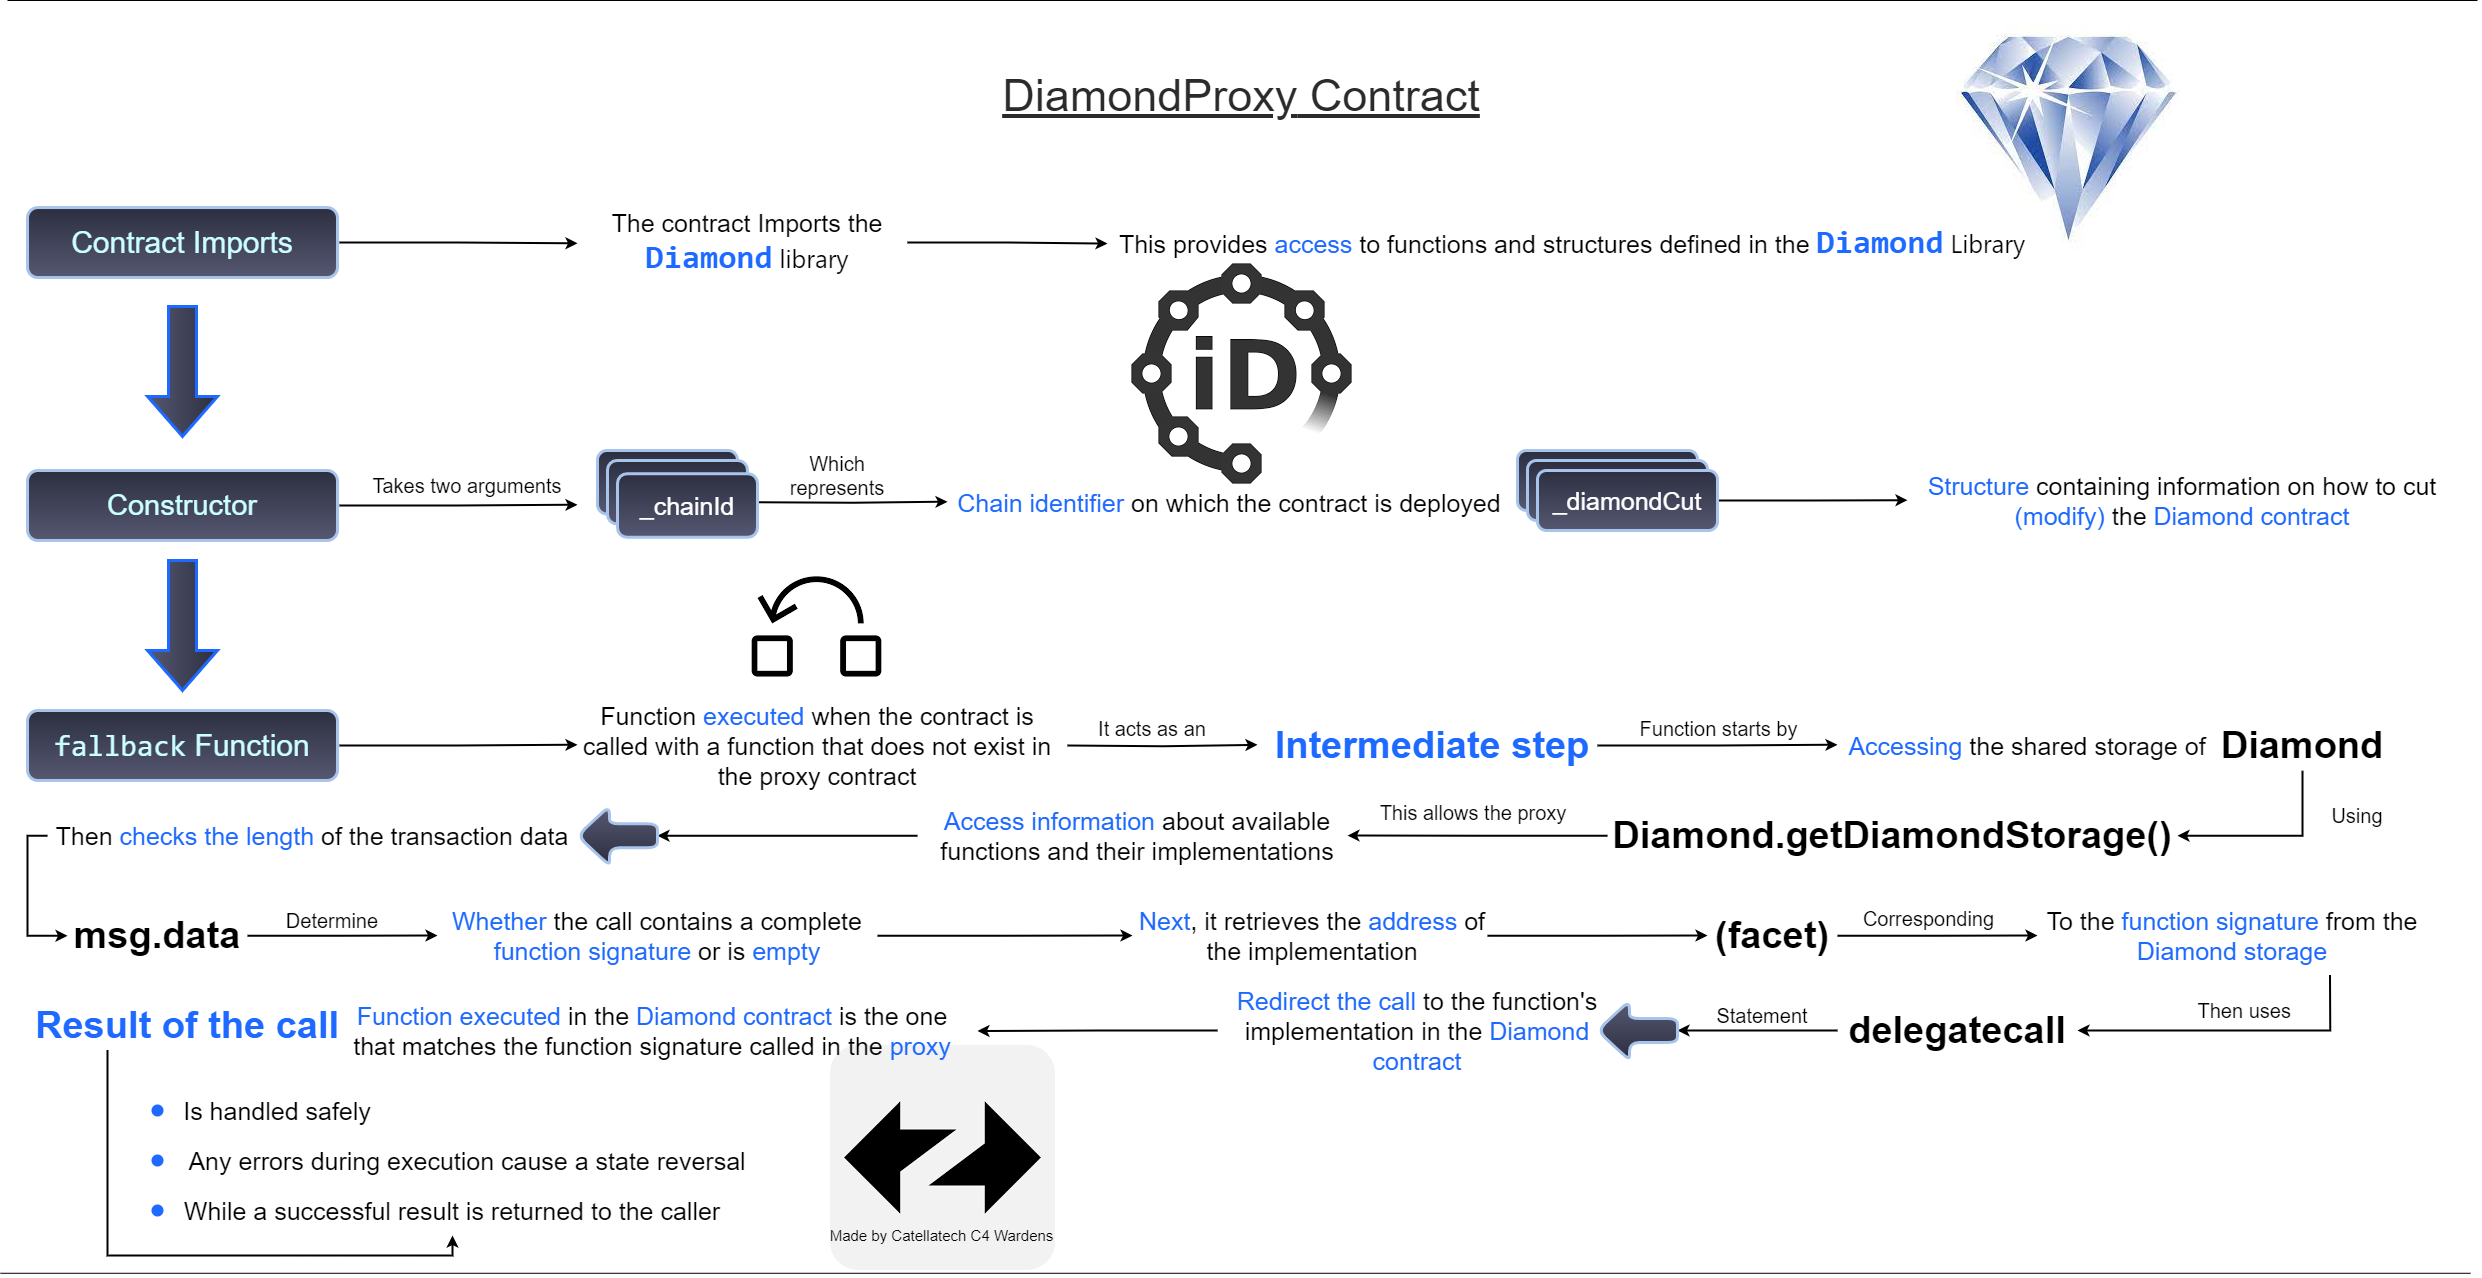 DiamondProxy Contract
Contract Imports
The contract Imports the
Diamond library
This provides access to functions and structures defined in the Diamond Library
iD
Constructor
Takes two arguments
_chainId
Which
represents
Chain identifier on which the contract is deployed
_diamondCut
Structure containing information on how to cut
(modify) the Diamond contract
fallback Function
Function executed when the contract is
called with a function that does not exist in
the proxy contract
It acts as an
Intermediate step
Function starts by
Accessing the shared storage of
Diamond
Using
Diamond.getDiamondStorage()
This allows the proxy
Access information about available
functions and their implementations
Then checks the length of the transaction data
msg.data
Determine
Whether the call contains a complete
function signature or is empty
Next, it retrieves the address of
the implementation
(facet)
Corresponding
To the function signature from the
Diamond storage
Then uses
delegatecall
Statement
Redirect the call to the function's
implementation in the Diamond
contract
Function executed in the Diamond contract is the one
that matches the function signature called in the proxy
Result of the call
Is handled safely
Any errors during execution cause a state reversal
While a successful result is returned to the caller
Made by Catellatech C4 Wardens